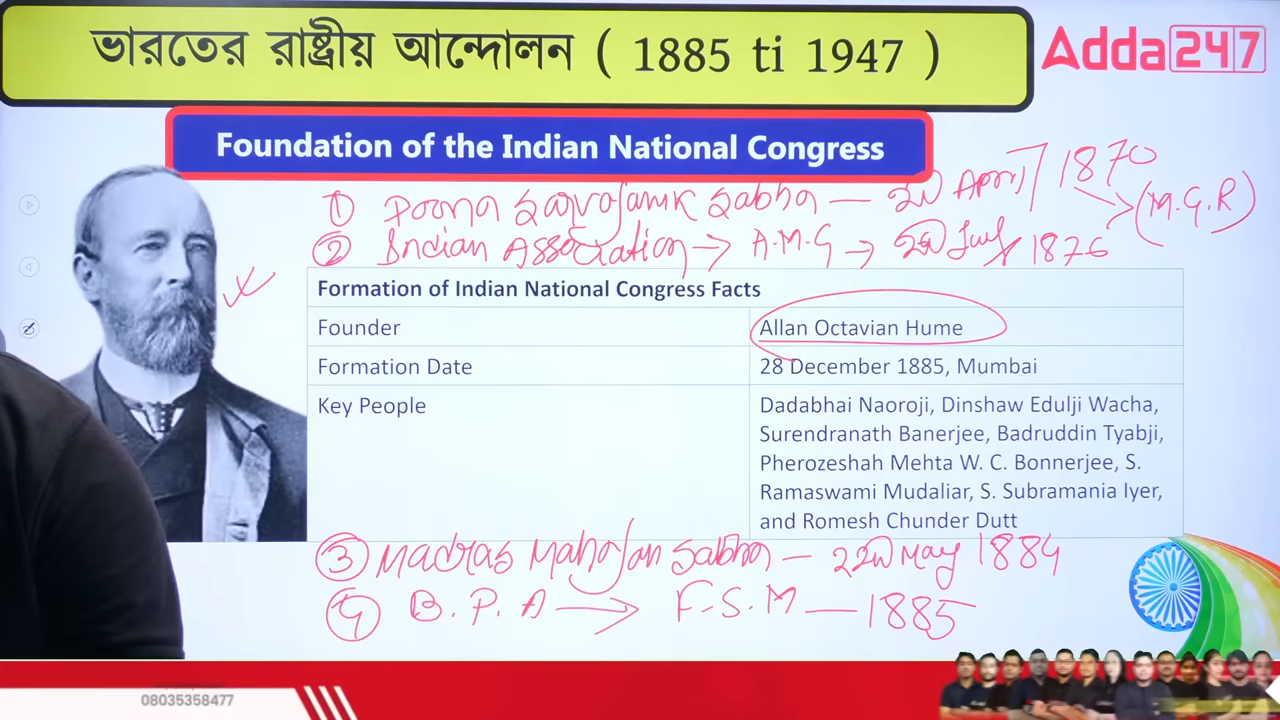 ভারতের রাষ্ট্রীয় আন্দোলন ( 1885 ti 1947 )
Adda247
Foundation of the Indian National Congress
① Poona Sarvojanik Sabha — 2nd April 1870 → (M.G.R)
② Indian Association → A.M.G → 26th July 1876
Formation of Indian National Congress Facts
Founder Allan Octavian Hume
Formation Date 28 December 1885, Mumbai
Key People Dadabhai Naoroji, Dinshaw Edulji Wacha,
Surendranath Banerjee, Badruddin Tyabji,
Pherozeshah Mehta W. C. Bonnerjee, S.
Ramaswami Mudaliar, S. Subramania Iyer,
and Romesh Chunder Dutt
③ Madras Mahajan Sabha — May 1884
④ B.P.A → F.S.M — 1885
08035358477